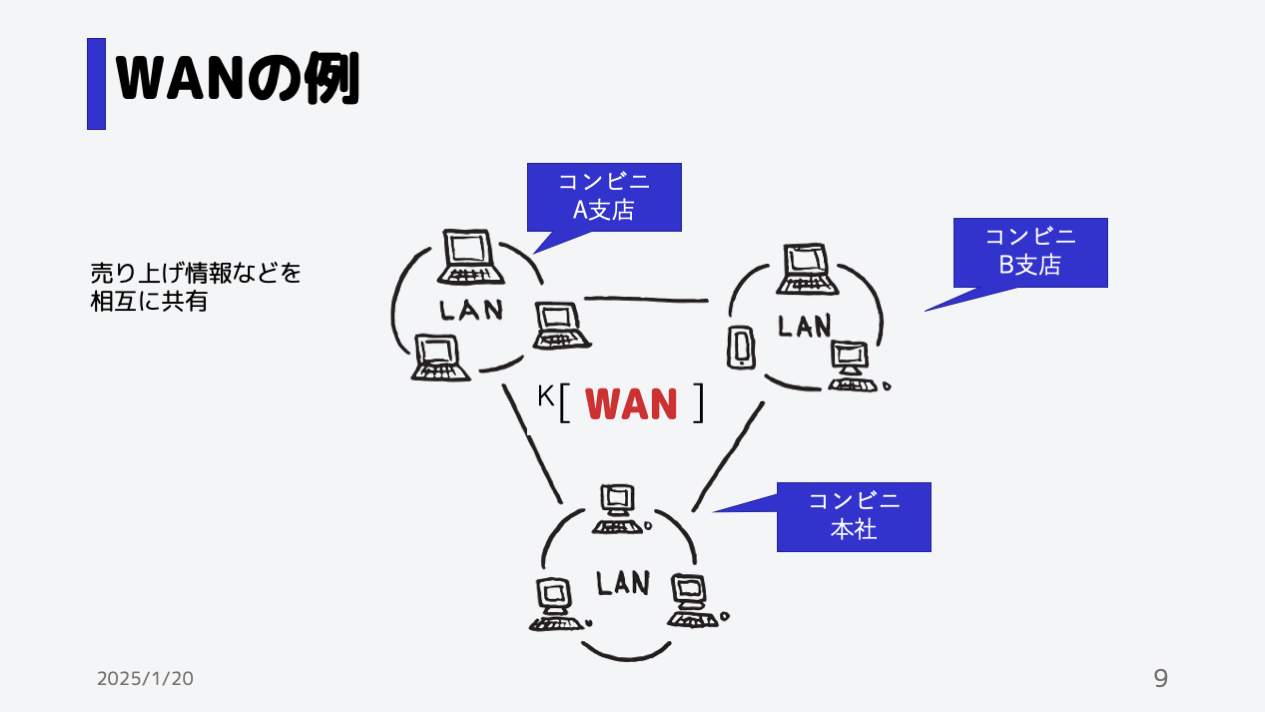 WANの例
コンビニ
A支店
コンビニ
B支店
売り上げ情報などを
相互に共有
LAN
LAN
K[ WAN ]
コンビニ
本社
LAN
2025/1/20
9